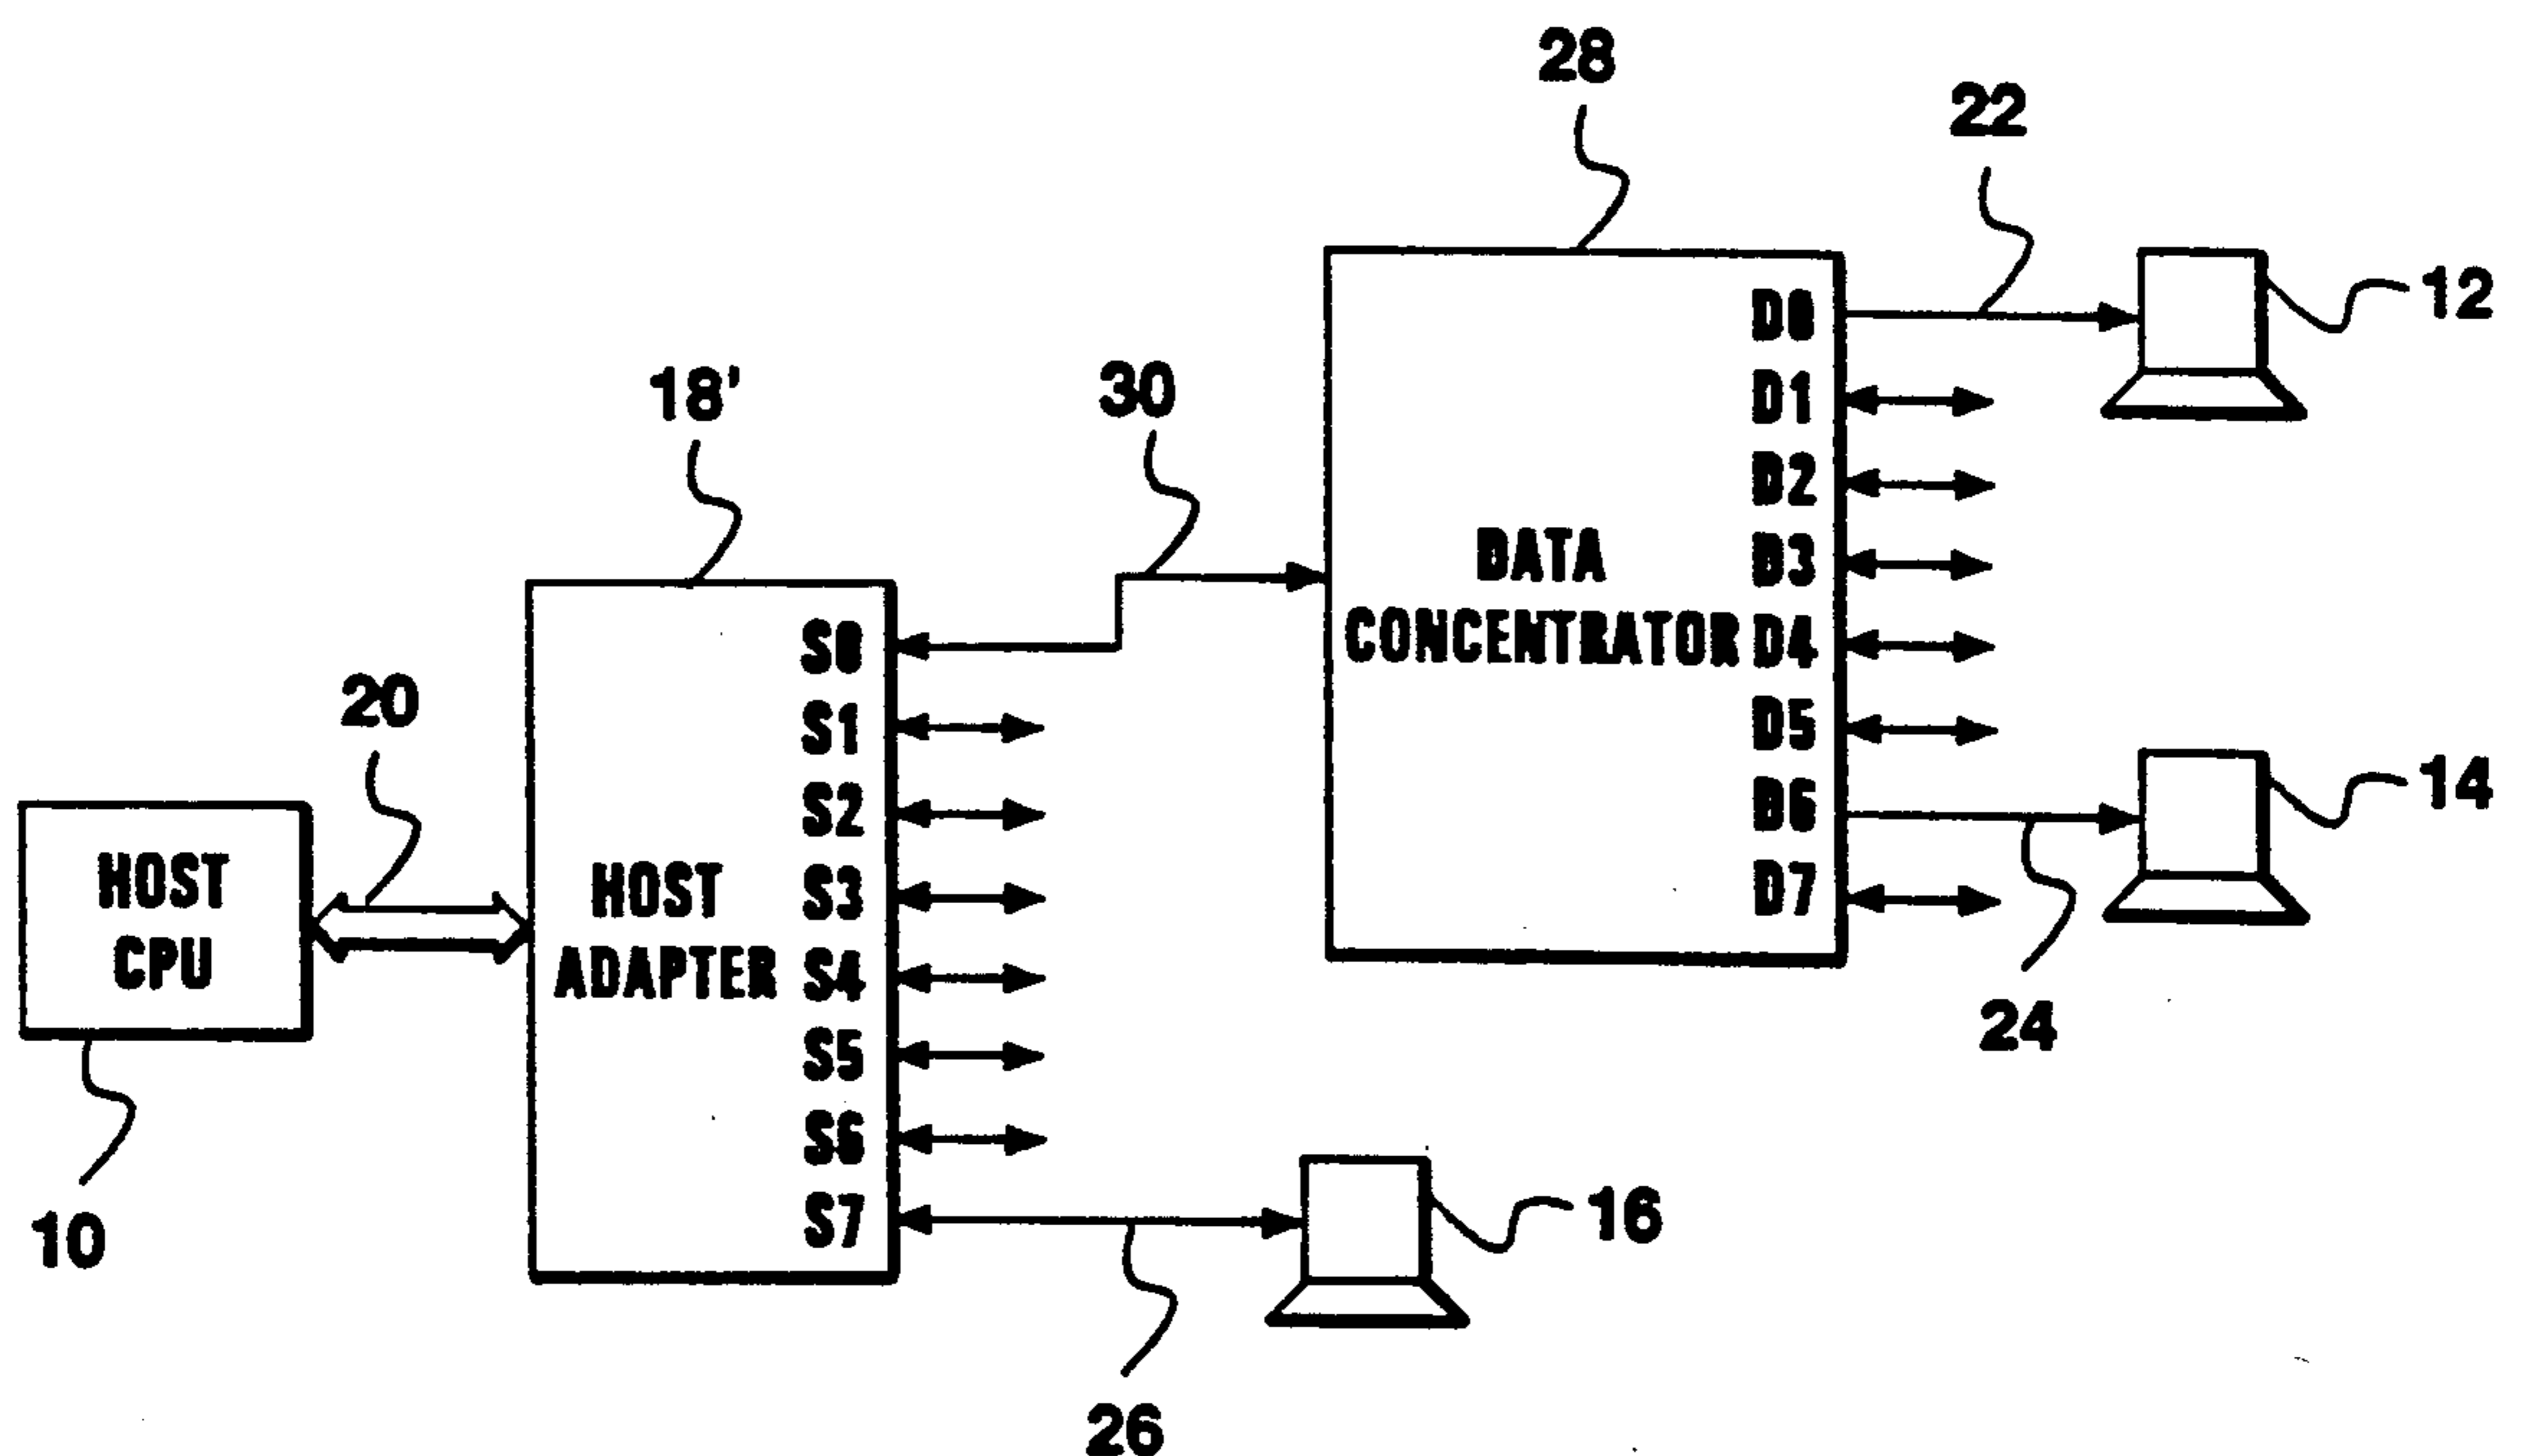 28
22
12
18'
30
D0
D1
D2
D3
D4
D5
D6
D7
DATA
CONCENTRATOR
S0
S1
S2
S3
S4
S5
S6
S7
20
HOST
CPU
HOST
ADAPTER
14
24
10
16
26